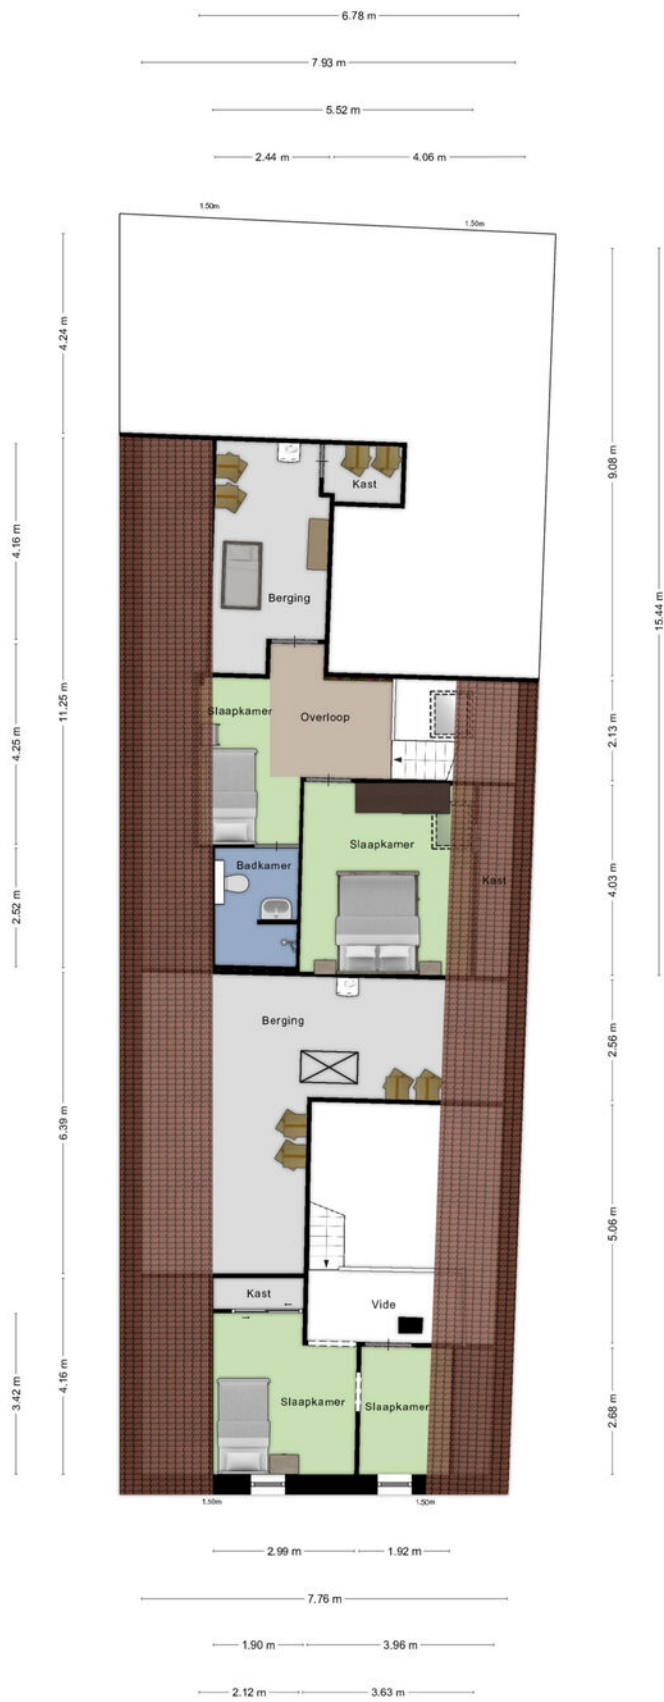 6.78 m
7.93 m
5.52 m
2.44 m
4.06 m
1.50m
1.50m
4.24 m
9.08 m
4.16 m
15.44 m
Kast
Berging
11.25 m
4.25 m
Slaapkamer
Overloop
2.13 m
Slaapkamer
Badkamer
Kast
4.03 m
2.52 m
Berging
2.56 m
6.39 m
5.06 m
Kast
Vide
3.42 m
4.16 m
Slaapkamer
Slaapkamer
2.68 m
1.50m
1.50m
2.99 m
1.92 m
7.76 m
1.90 m
3.96 m
2.12 m
3.63 m